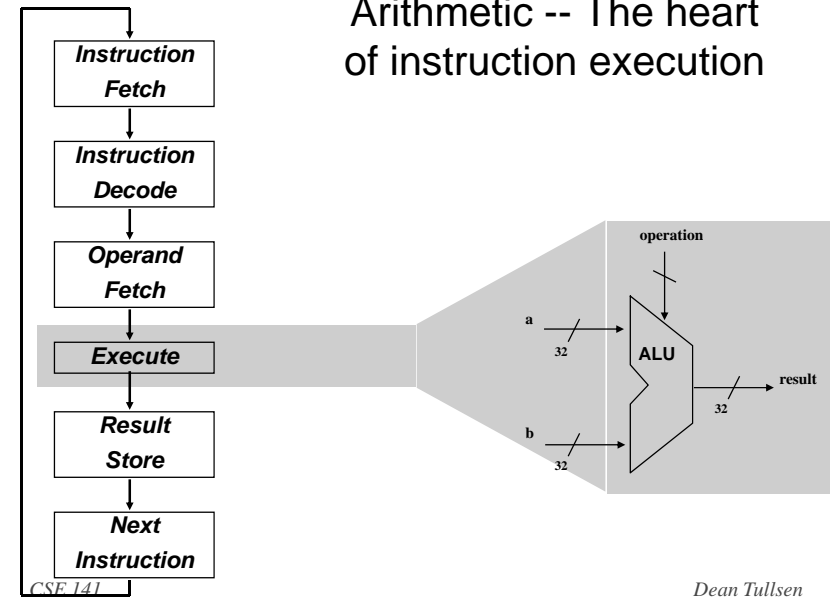 Arithmetic -- The heart
of instruction execution
Instruction
Fetch
Instruction
Decode
Operand
Fetch
Execute
Result
Store
Next
Instruction
operation
a
32
ALU
result
32
b
32
CSE 141
Dean Tullsen